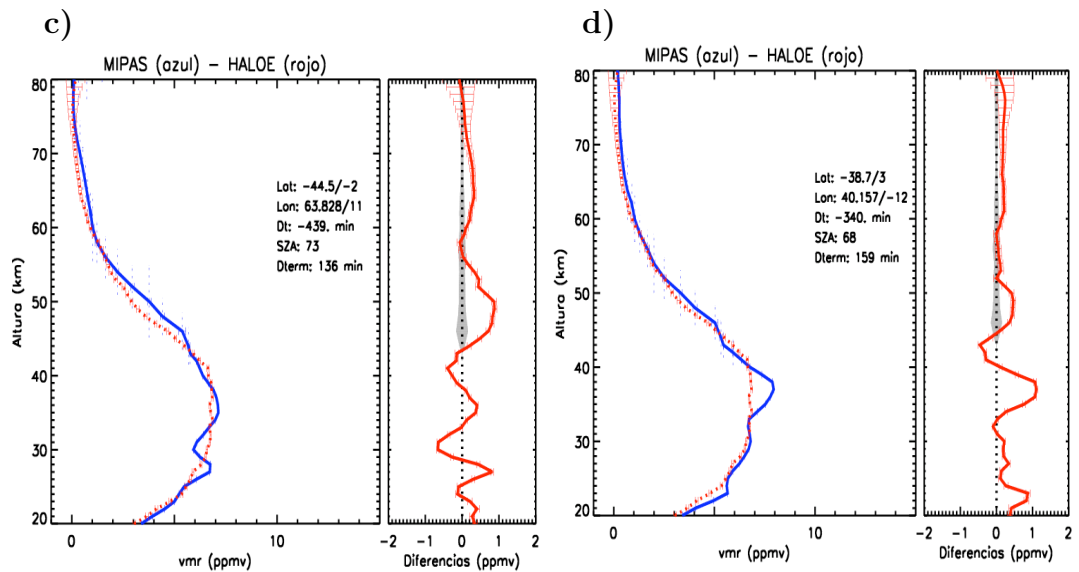 c)
MIPAS (azul) – HALOE (rojo)
80
70
60
50
40
30
20
Altura (km)
Lat: -44.5/-2
Lon: 63.828/11
Dt: -439. min
SZA: 73
Dterm: 136 min
0 5 10
vmr (ppmv)
-2 -1 0 1 2
Diferencias (ppmv)
d)
MIPAS (azul) – HALOE (rojo)
80
70
60
50
40
30
20
Altura (km)
Lat: -38.7/3
Lon: 40.157/-12
Dt: -340. min
SZA: 68
Dterm: 159 min
0 5 10
vmr (ppmv)
-2 -1 0 1 2
Diferencias (ppmv)